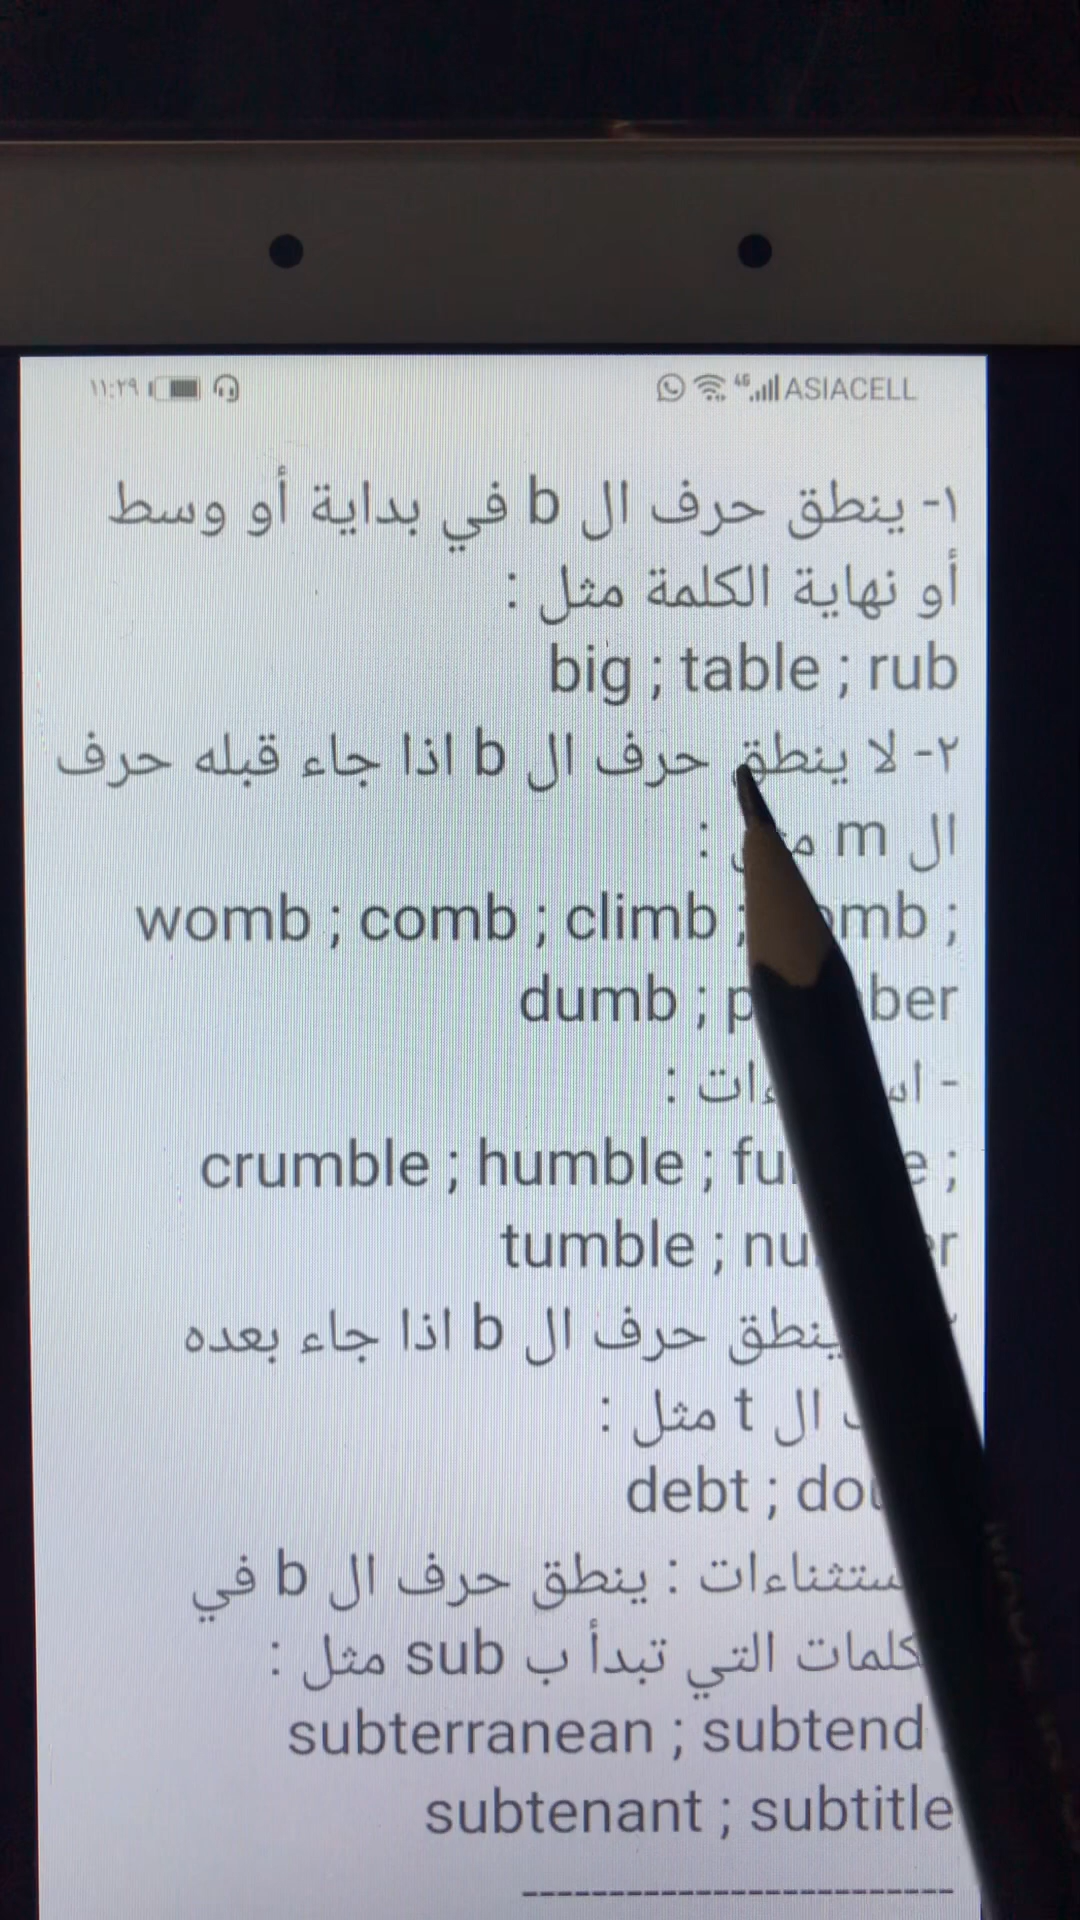 ١١:٢٩ 4G ASIACELL
١- ينطق حرف ال b في بداية أو وسط
أو نهاية الكلمة مثل :
big ; table ; rub
٢- لا ينطق حرف ال b اذا جاء قبله حرف
ال m :
womb ; comb ; climb ; ;
dumb ;
- :
crumble ; humble ; ;
tumble ;
ينطق حرف ال b اذا جاء بعده
ال t مثل :
debt ;
: ينطق حرف ال b في
التي تبدأ ب sub مثل :
subterranean ; subtend
subtenant ; subtitle